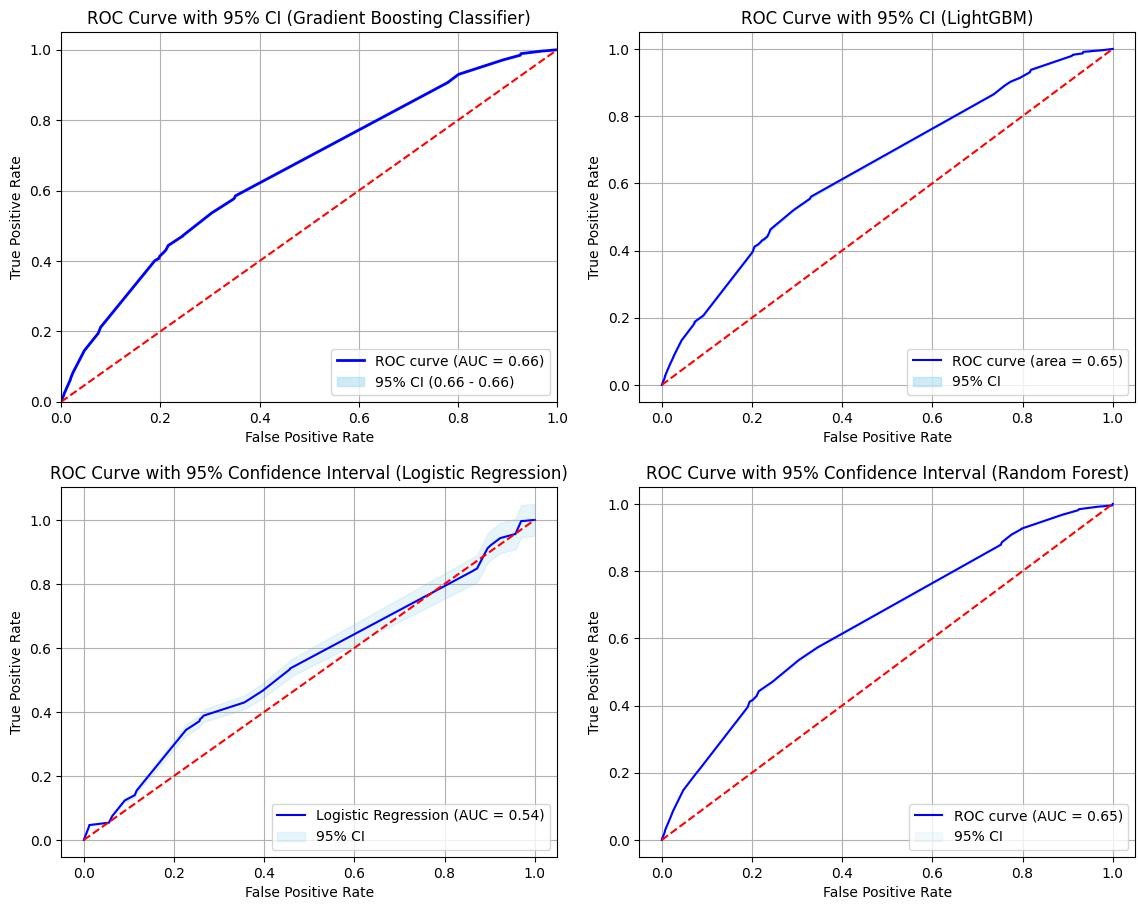 ROC Curve with 95% CI (Gradient Boosting Classifier)
1.0
0.8
0.6
0.4
0.2
0.0
True Positive Rate
0.0 0.2 0.4 0.6 0.8 1.0
False Positive Rate
ROC curve (AUC = 0.66)
95% CI (0.66 - 0.66)
ROC Curve with 95% CI (LightGBM)
1.0
0.8
0.6
0.4
0.2
0.0
True Positive Rate
0.0 0.2 0.4 0.6 0.8 1.0
False Positive Rate
ROC curve (area = 0.65)
95% CI
ROC Curve with 95% Confidence Interval (Logistic Regression)
1.0
0.8
0.6
0.4
0.2
0.0
True Positive Rate
0.0 0.2 0.4 0.6 0.8 1.0
False Positive Rate
Logistic Regression (AUC = 0.54)
95% CI
ROC Curve with 95% Confidence Interval (Random Forest)
1.0
0.8
0.6
0.4
0.2
0.0
True Positive Rate
0.0 0.2 0.4 0.6 0.8 1.0
False Positive Rate
ROC curve (AUC = 0.65)
95% CI